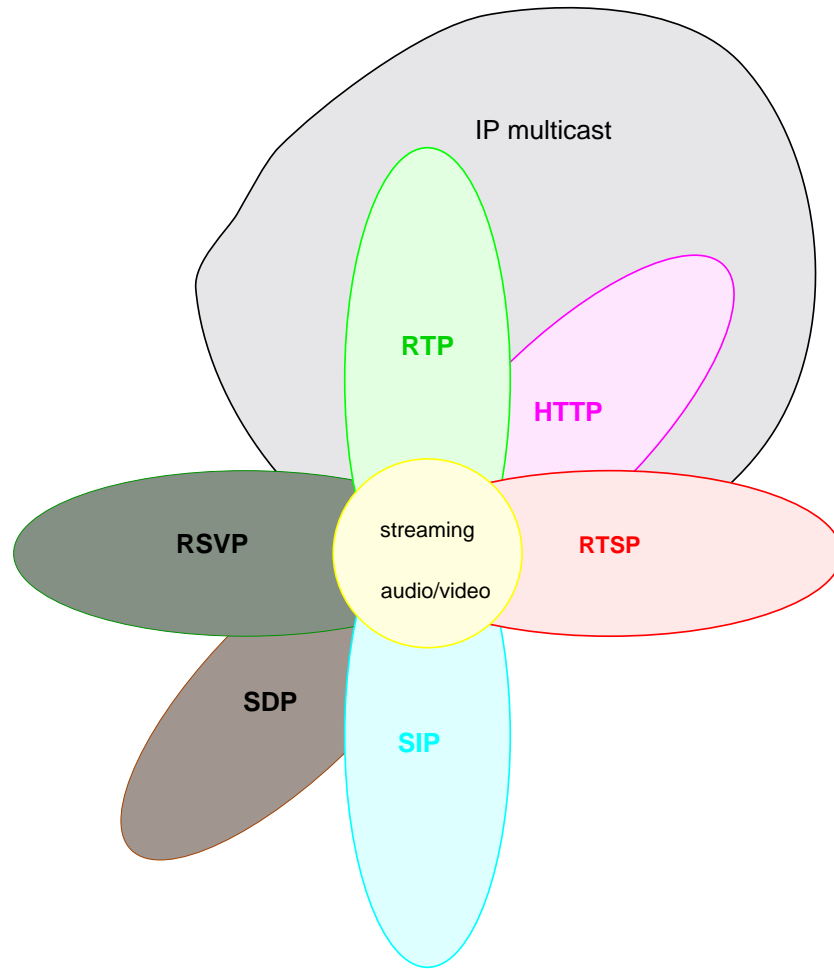 IP multicast
RTP
HTTP
RSVP
streaming
RTSP
audio/video
SDP
SIP